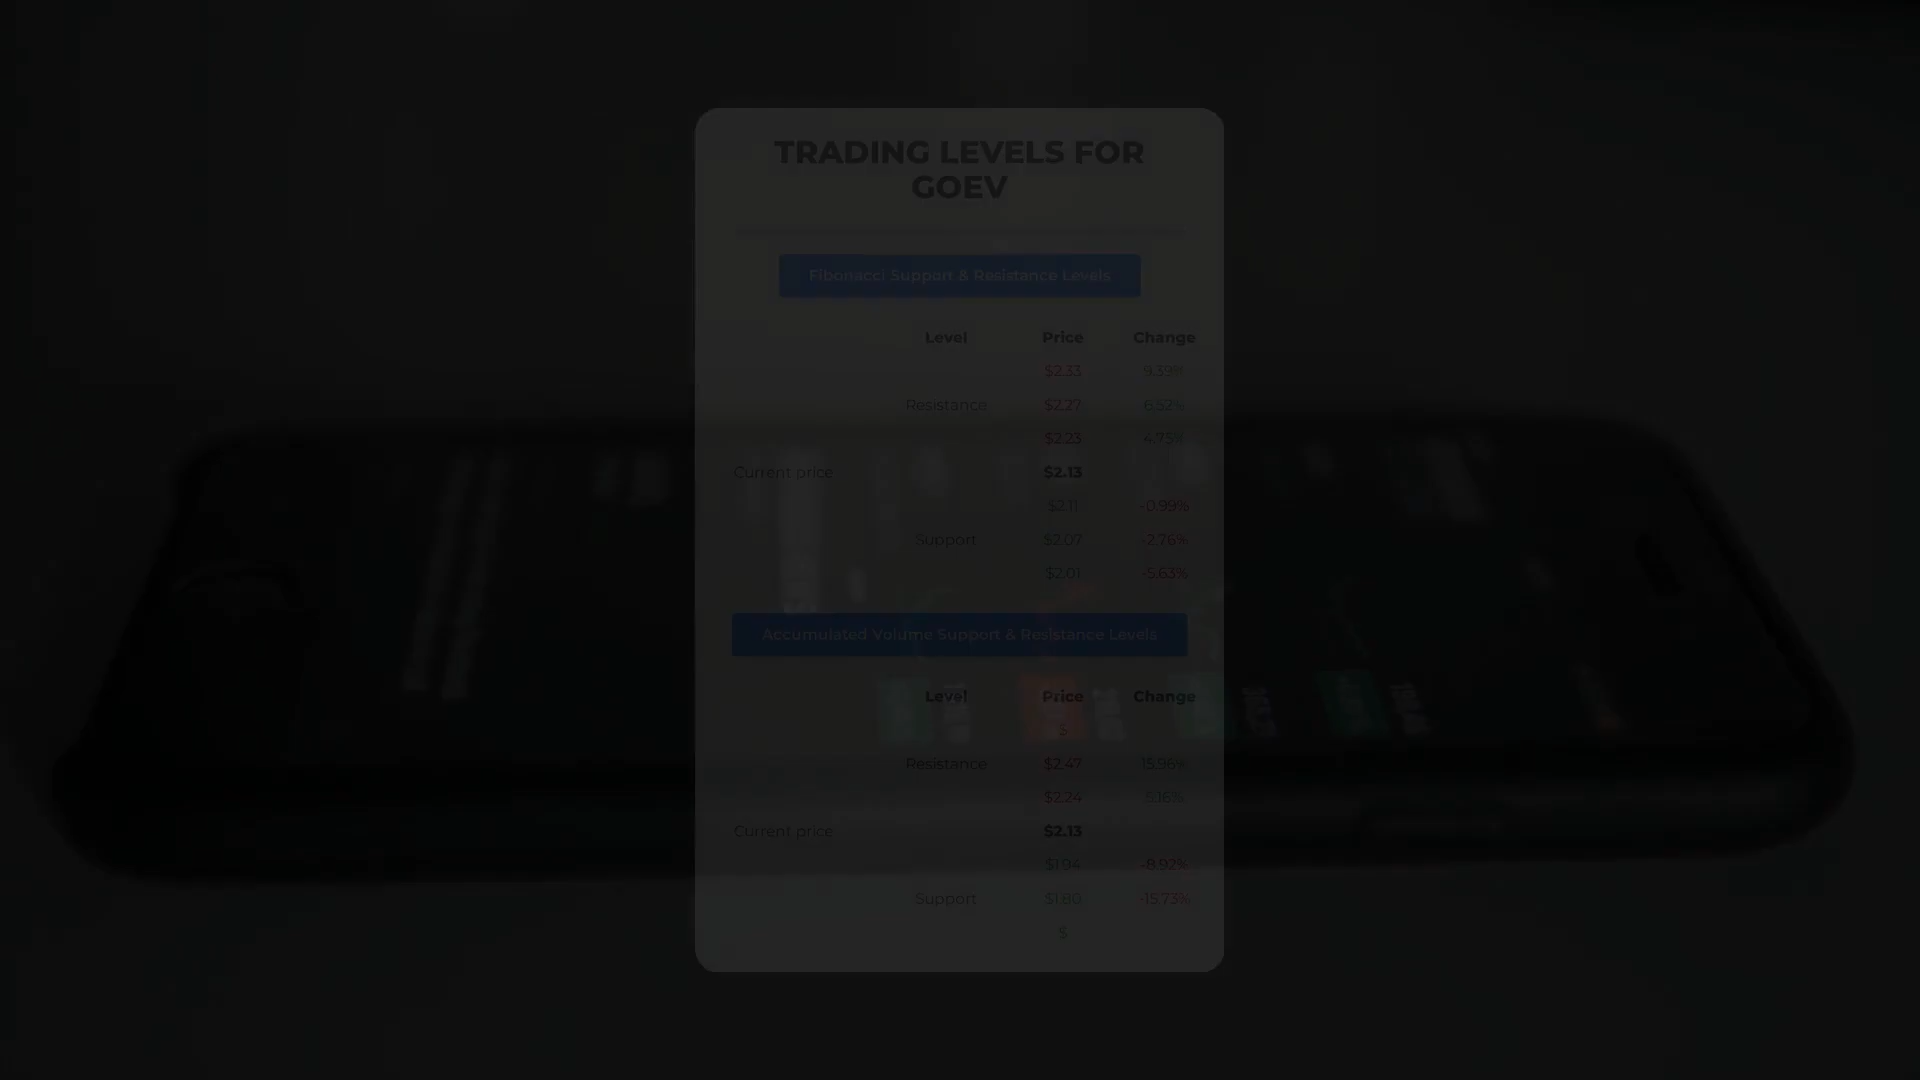 TRADING LEVELS FOR
GOEV
Fibonacci Support & Resistance Levels
Level Price Change
$2.33 9.39%
Resistance $2.27 6.52%
$2.23 4.75%
Current price $2.13
$2.11 -0.99%
Support $2.07 -2.76%
$2.01 -5.63%
Accumulated Volume Support & Resistance Levels
Level Price Change
$
Resistance $2.47 15.96%
$2.24 5.16%
Current price $2.13
$1.94 -8.92%
Support $1.80 -15.73%
$